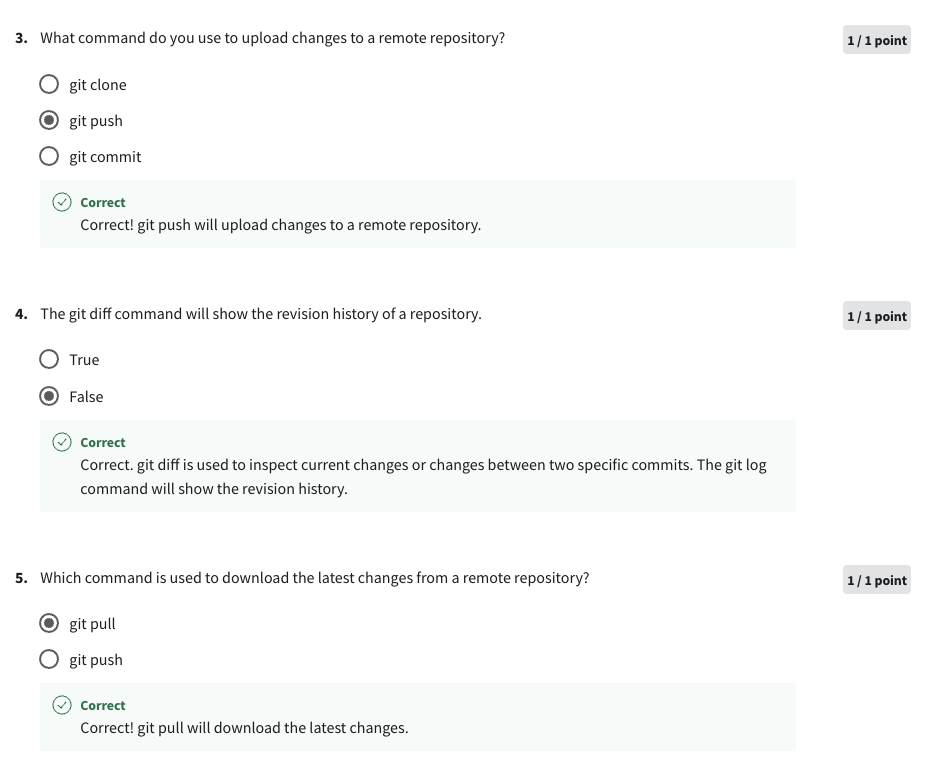 3. What command do you use to upload changes to a remote repository?
1 / 1 point
git clone
git push
git commit
Correct
Correct! git push will upload changes to a remote repository.
4. The git diff command will show the revision history of a repository.
1 / 1 point
True
False
Correct
Correct. git diff is used to inspect current changes or changes between two specific commits. The git log
command will show the revision history.
5. Which command is used to download the latest changes from a remote repository?
1 / 1 point
git pull
git push
Correct
Correct! git pull will download the latest changes.